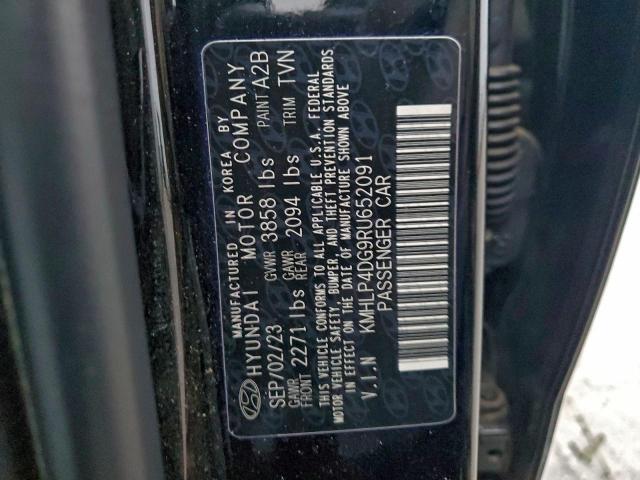 MANUFACTURED IN KOREA BY
HYUNDAI MOTOR COMPANY
SEP/02/23 GVWR 3858 lbs PAINT A2B
GAWR FRONT 2271 lbs GAWR REAR 2094 lbs TRIM TVN
THIS VEHICLE CONFORMS TO ALL APPLICABLE U.S.A. FEDERAL
MOTOR VEHICLE SAFETY, BUMPER, AND THEFT PREVENTION STANDARDS
IN EFFECT ON THE DATE OF MANUFACTURE SHOWN ABOVE
V.I.N KMHLP4DG9RU652091
PASSENGER CAR